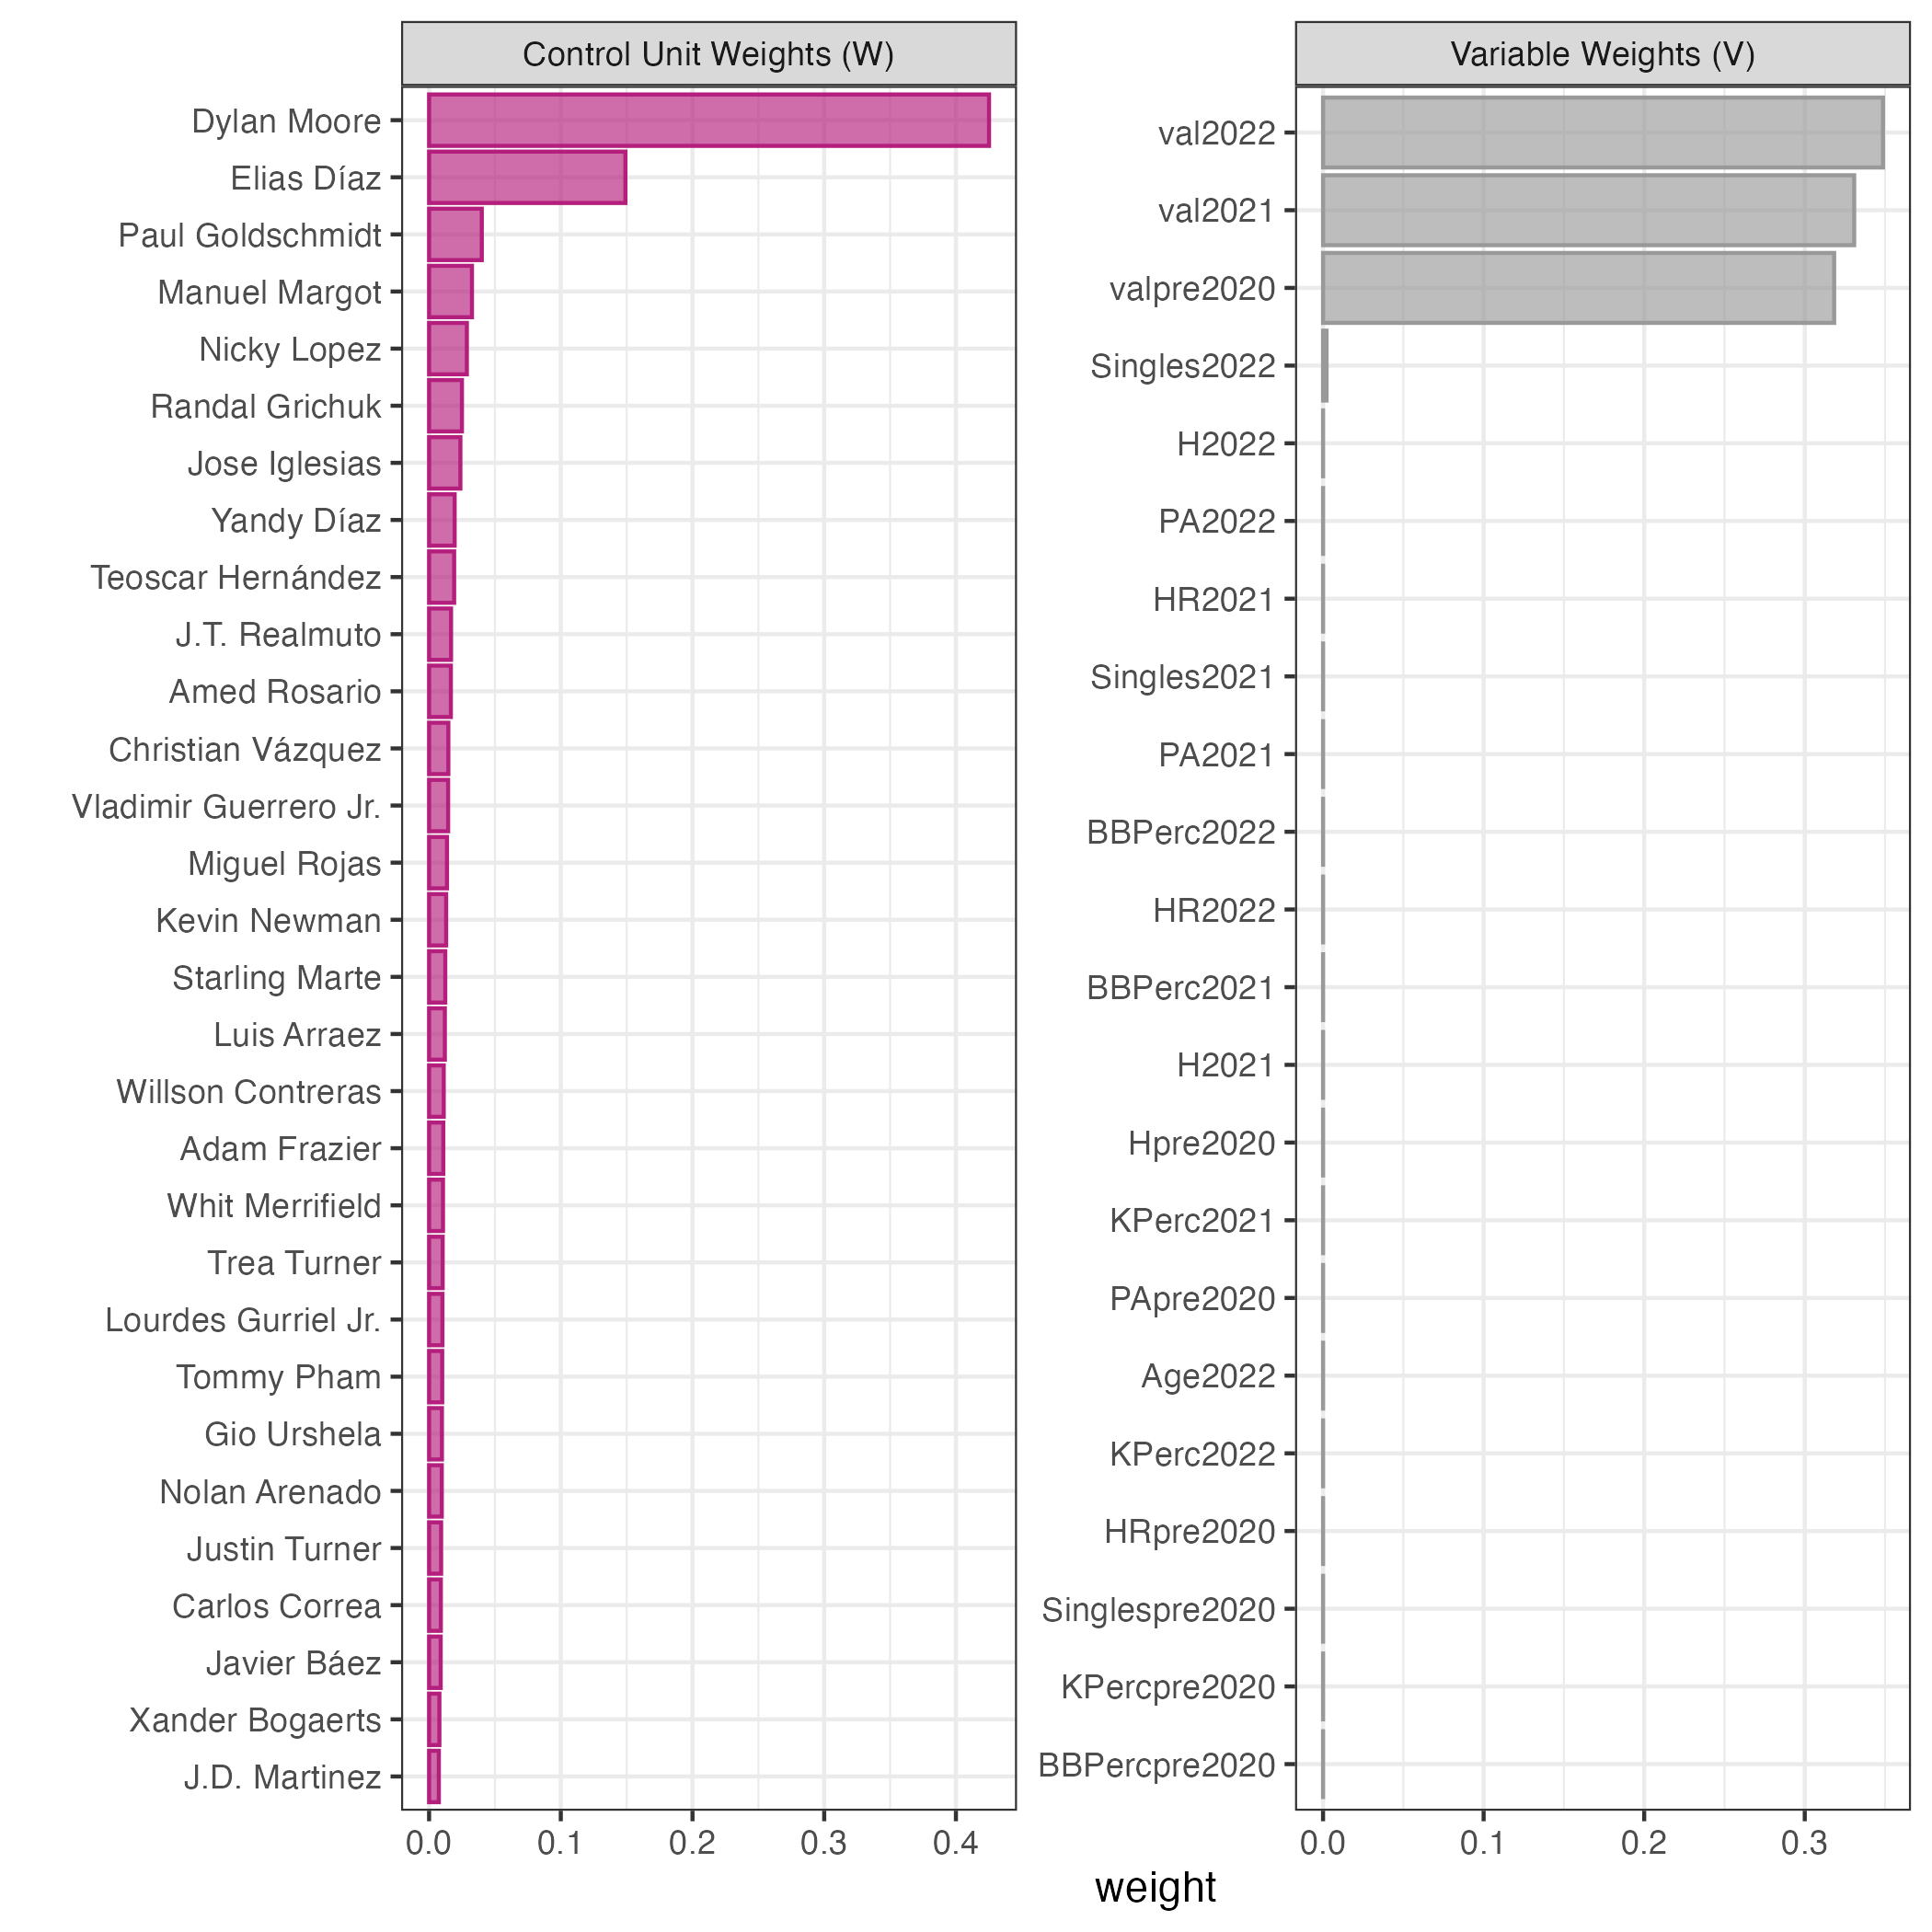 Control Unit Weights (W)
Dylan Moore
Elias Díaz
Paul Goldschmidt
Manuel Margot
Nicky Lopez
Randal Grichuk
Jose Iglesias
Yandy Díaz
Teoscar Hernández
J.T. Realmuto
Amed Rosario
Christian Vázquez
Vladimir Guerrero Jr.
Miguel Rojas
Kevin Newman
Starling Marte
Luis Arraez
Willson Contreras
Adam Frazier
Whit Merrifield
Trea Turner
Lourdes Gurriel Jr.
Tommy Pham
Gio Urshela
Nolan Arenado
Justin Turner
Carlos Correa
Javier Báez
Xander Bogaerts
J.D. Martinez
0.0 0.1 0.2 0.3 0.4
Variable Weights (V)
val2022
val2021
valpre2020
Singles2022
H2022
PA2022
HR2021
Singles2021
PA2021
BBPerc2022
HR2022
BBPerc2021
H2021
Hpre2020
KPerc2021
PApre2020
Age2022
KPerc2022
HRpre2020
Singlespre2020
KPercpre2020
BBPercpre2020
0.0 0.1 0.2 0.3
weight